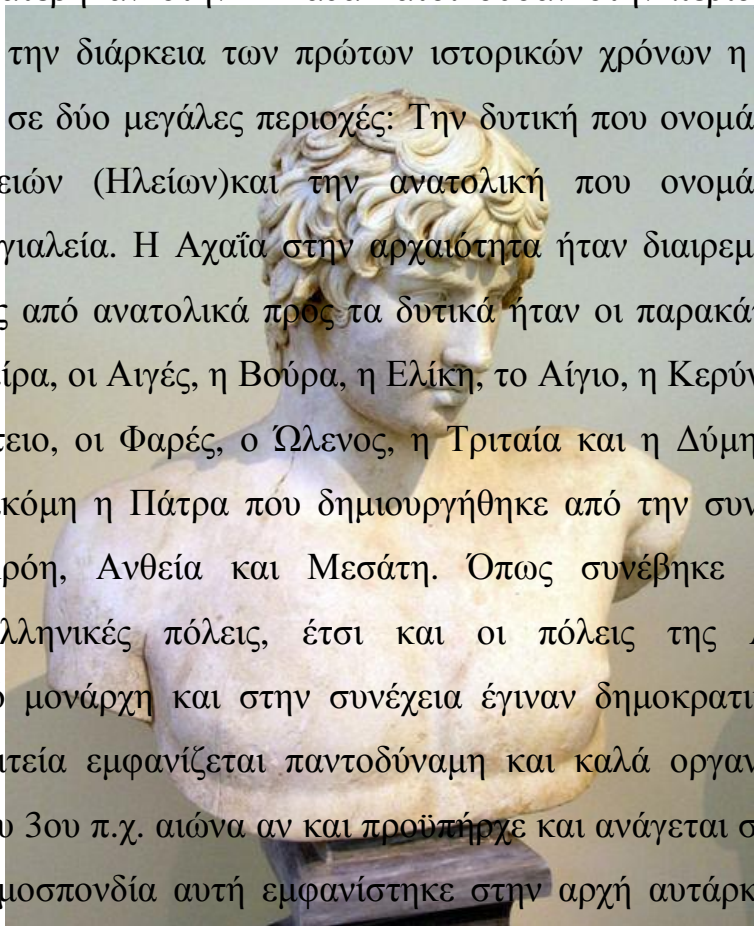 την διάρκεια των πρώτων ιστορικών χρόνων η
σε δύο μεγάλες περιοχές: Την δυτική που ονομά
ειών (Ηλείων)και την ανατολική που ονομά
γιαλεία. Η Αχαΐα στην αρχαιότητα ήταν διαιρεμ
ς από ανατολικά προς τα δυτικά ήταν οι παρακά
ίρα, οι Αιγές, η Βούρα, η Ελίκη, το Αίγιο, η Κερύν
τειο, οι Φαρές, ο Ώλενος, η Τριταία και η Δύμη
κόμη η Πάτρα που δημιουργήθηκε από την συν
ρόη, Ανθεία και Μεσάτη. Όπως συνέβηκε
λληνικές πόλεις, έτσι και οι πόλεις της
μονάρχη και στην συνέχεια έγιναν δημοκρατι
ιτεία εμφανίζεται παντοδύναμη και καλά οργαν
υ 3ου π.χ. αιώνα αν και προϋπήρχε και ανάγεται σ
μοσπονδία αυτή εμφανίστηκε στην αρχή αυτάρκ